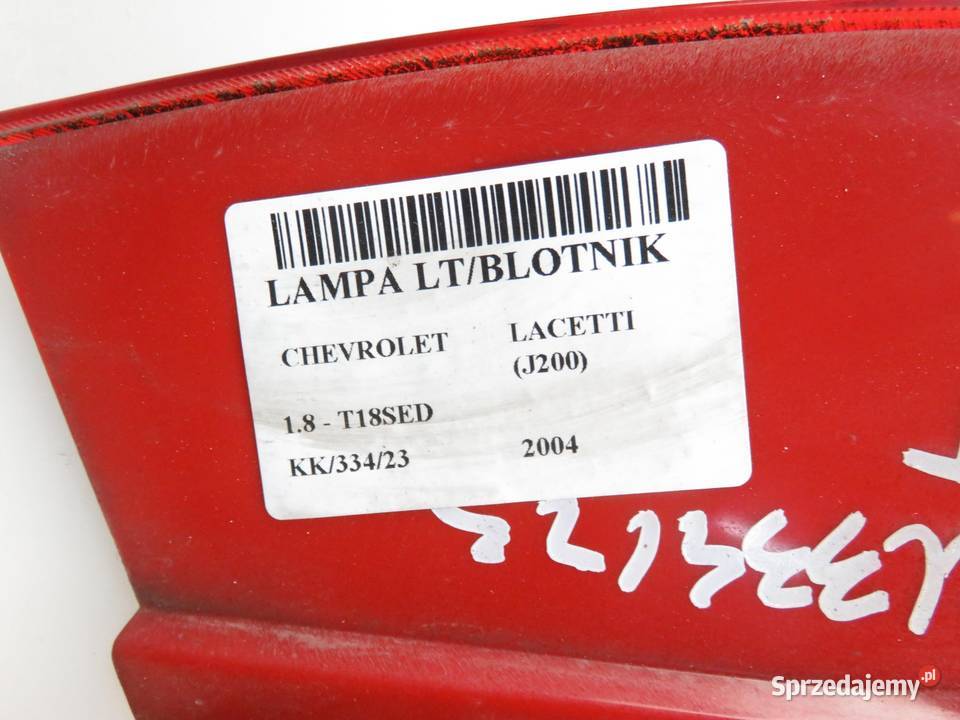 LAMPA LT/BLOTNIK
CHEVROLET LACETTI
(J200)
1.8 - T18SED
KK/334/23 2004
Sprzedajemy.pl